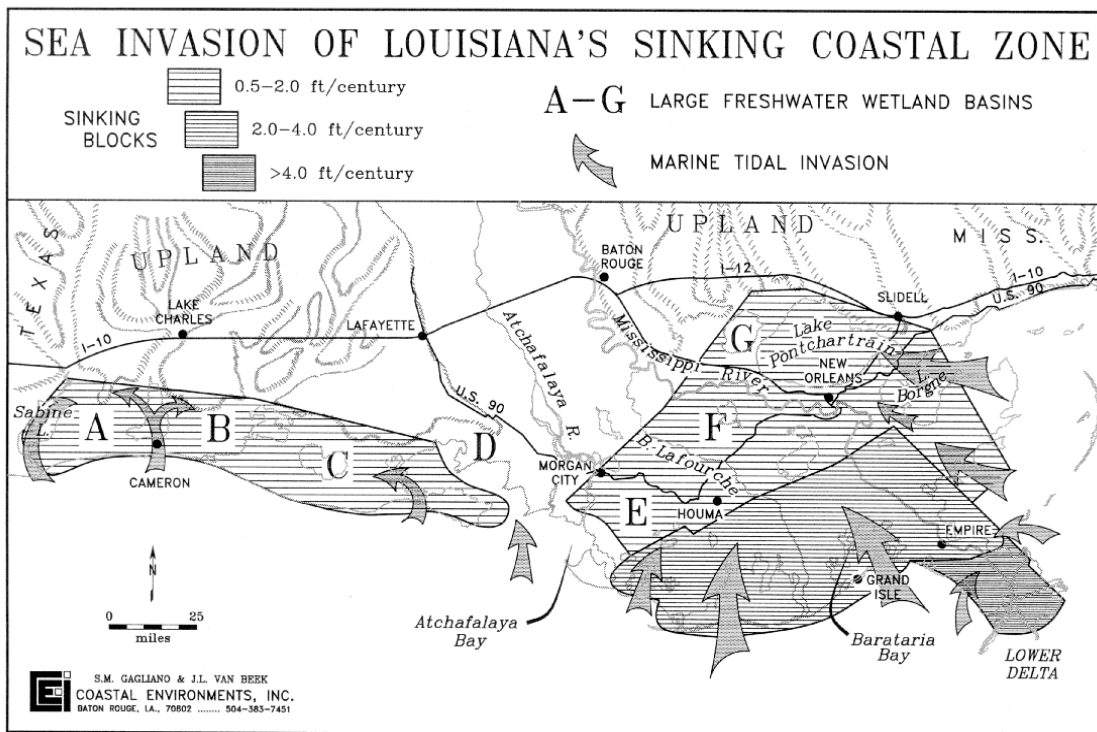 SEA INVASION OF LOUISIANA'S SINKING COASTAL ZONE
SINKING
BLOCKS
0.5-2.0 ft/century
2.0-4.0 ft/century
>4.0 ft/century
A-G LARGE FRESHWATER WETLAND BASINS
MARINE TIDAL INVASION
TEXAS
UPLAND
UPLAND
MISS.
BATON
ROUGE
I-12
I-10
U.S. 90
SLIDELL
LAKE
CHARLES
I-10
LAFAYETTE
Atchafalaya R.
Mississippi River
G
Lake
Pontchartrain
NEW
ORLEANS
L.
Borgne
U.S. 90
Sabine
L.
A
B
C
D
CAMERON
MORGAN
CITY
F
B. Lafourche
E
HOUMA
EMPIRE
GRAND
ISLE
N
0 25
miles
Atchafalaya
Bay
Barataria
Bay
LOWER
DELTA
S.M. GAGLIANO & J.L. VAN BEEK
COASTAL ENVIRONMENTS, INC.
BATON ROUGE, LA., 70802 ........ 504-383-7451